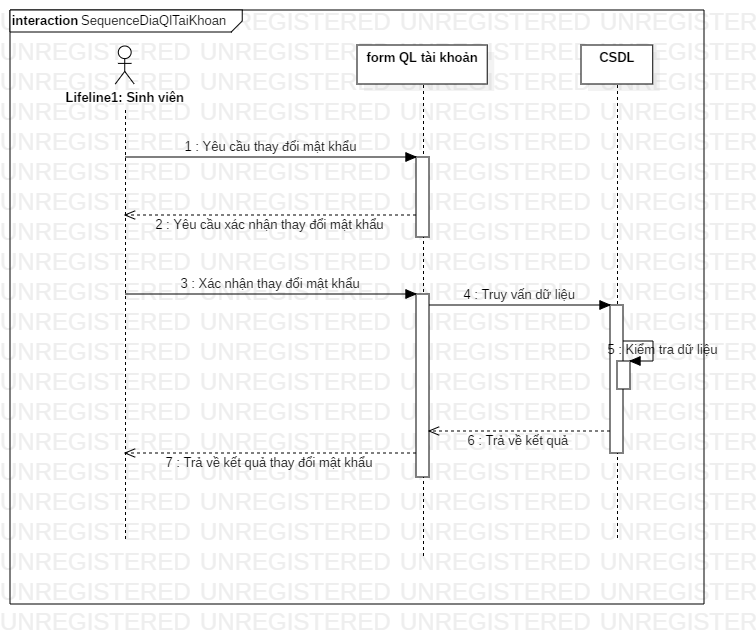 interaction SequenceDiaQlTaiKhoan
form QL tài khoản
CSDL
Lifeline1: Sinh viên
1 : Yêu cầu thay đổi mật khẩu
2 : Yêu cầu xác nhận thay đổi mật khẩu
3 : Xác nhận thay đổi mật khẩu
4 : Truy vấn dữ liệu
5 : Kiểm tra dữ liệu
6 : Trả về kết quả
7 : Trả về kết quả thay đổi mật khẩu
UNREGISTERED